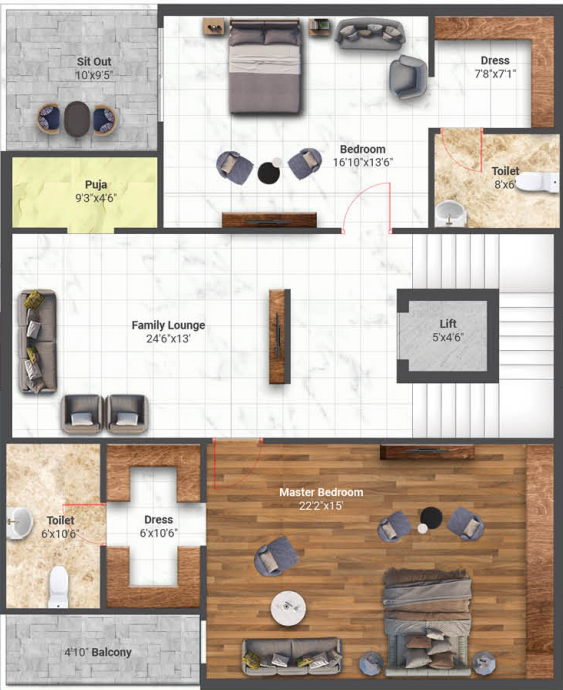 Sit Out
10'x9'5"
Dress
7'8"x7'1"
Bedroom
16'10"x13'6"
Toilet
8'x6'
Puja
9'3"x4'6"
Family Lounge
24'6"x13'
Lift
5'x4'6"
Master Bedroom
22'2"x15'
Toilet
6'x10'6"
Dress
6'x10'6"
4'10" Balcony